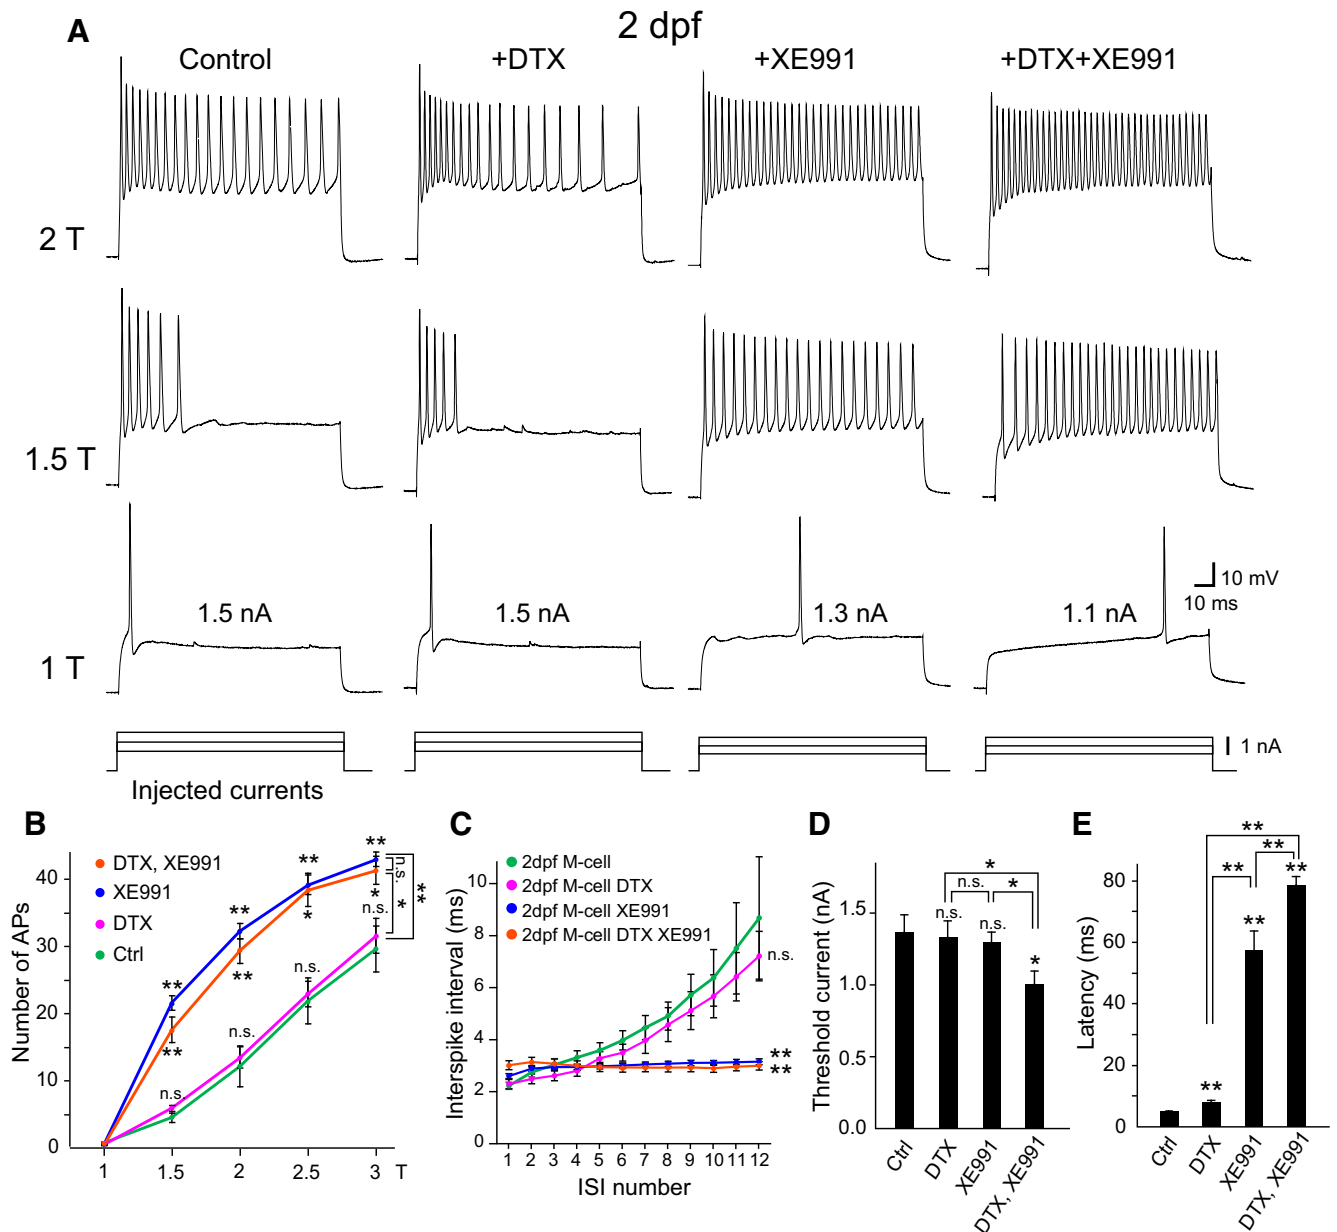 A
2 dpf
Control
+DTX
+XE991
+DTX+XE991
2 T
1.5 T
1 T
1.5 nA
1.5 nA
1.3 nA
1.1 nA
10 mV
10 ms
1 nA
Injected currents
B
DTX, XE991
XE991
DTX
Ctrl
Number of APs
40
30
20
10
0
1
1.5
2
2.5
3
T
**
**
**
**
**
**
*
*
n.s.
n.s.
n.s.
n.s.
n.s.
*
**
C
2dpf M-cell
2dpf M-cell DTX
2dpf M-cell XE991
2dpf M-cell DTX XE991
Interspike interval (ms)
10
8
6
4
2
0
1 2 3 4 5 6 7 8 9 10 11 12
ISI number
n.s.
**
**
D
Threshold current (nA)
1.5
1.0
0.5
0.0
*
n.s.
*
n.s.
n.s.
*
Ctrl
DTX
XE991
DTX, XE991
E
Latency (ms)
80
60
40
20
0
**
**
**
**
**
**
Ctrl
DTX
XE991
DTX, XE991